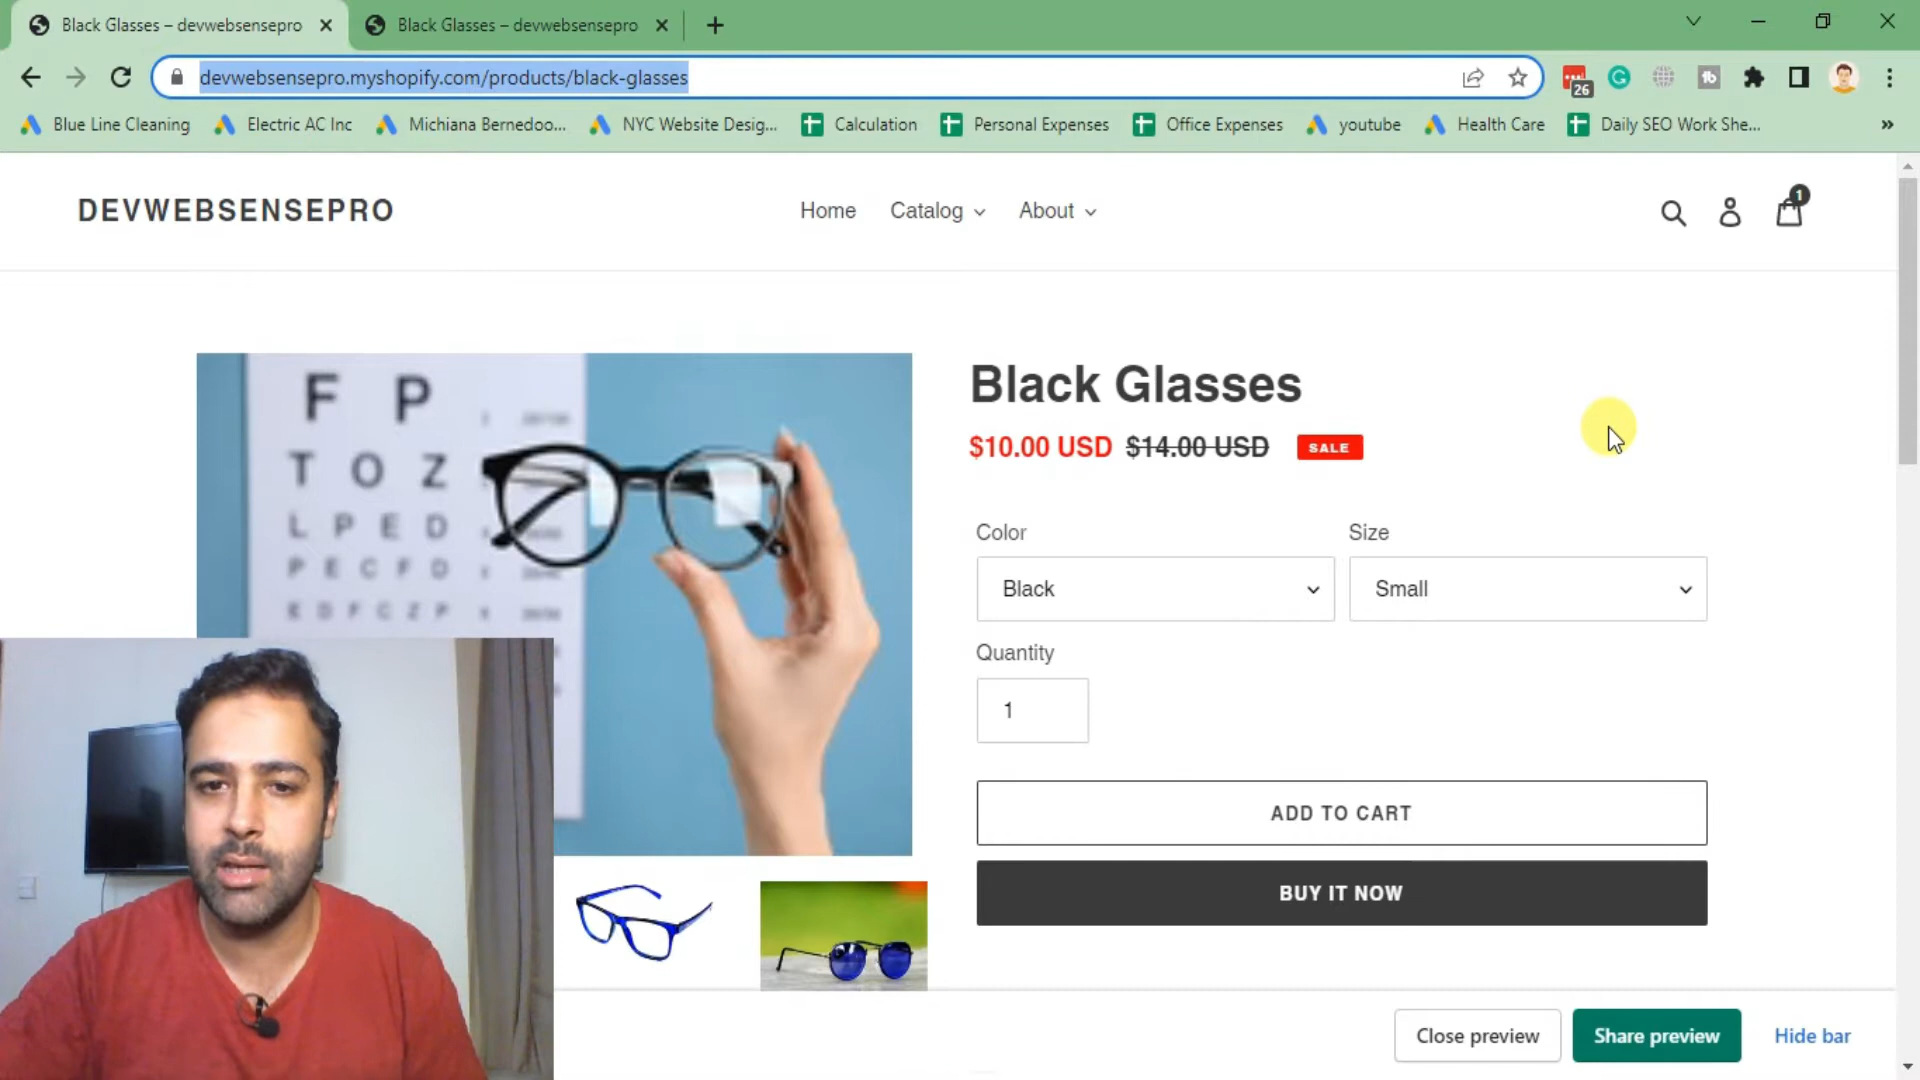 Black Glasses – devwebsensepro
Black Glasses – devwebsensepro
devwebsensepro.myshopify.com/products/black-glasses
26
Blue Line Cleaning
Electric AC Inc
Michiana Bernedoo...
NYC Website Desig...
Calculation
Personal Expenses
Office Expenses
youtube
Health Care
Daily SEO Work She...
»
DEVWEBSENSEPRO
Home
Catalog
About
1
F P
T O Z
L P E D
P E C F D
E D F C Z P
Black Glasses
$10.00 USD $14.00 USD SALE
Color
Size
Black
Small
Quantity
1
ADD TO CART
BUY IT NOW
Close preview
Share preview
Hide bar